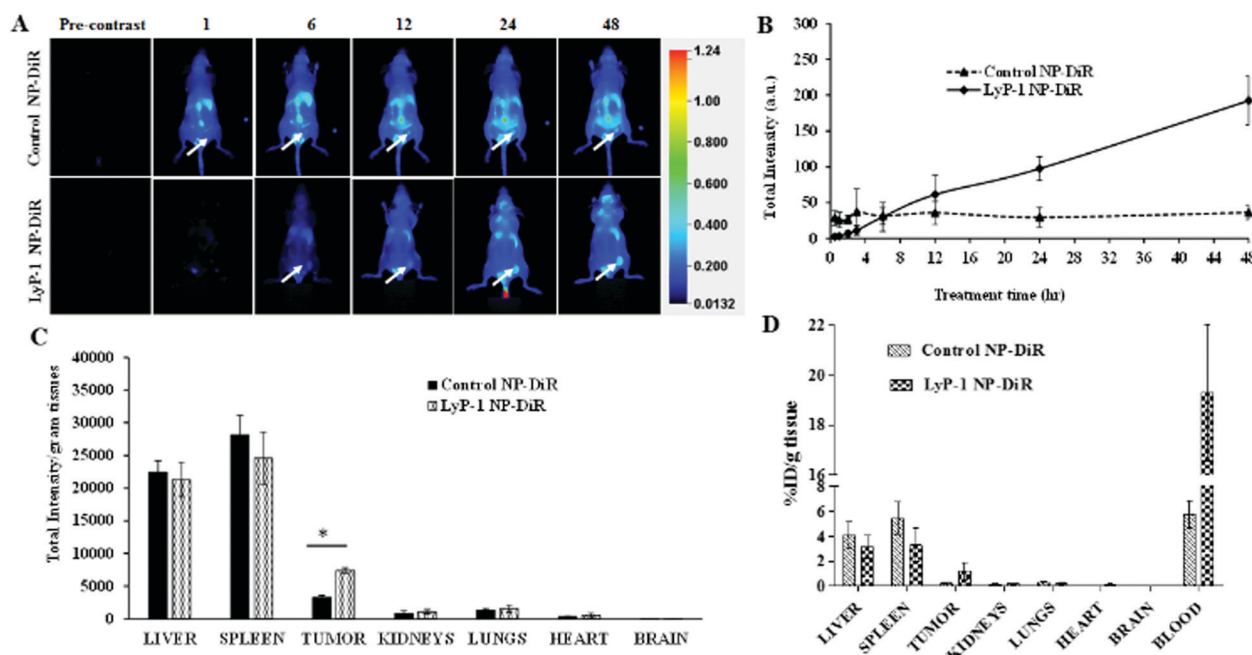 A
Pre-contrast 1 6 12 24 48
Control NP-DiR
LyP-1 NP-DiR
1.24
1.00
0.800
0.600
0.400
0.200
0.0132
B
Total Intensity (a.u.)
300
250
200
150
100
50
0
Control NP-DiR
LyP-1 NP-DiR
0 4 8 12 16 20 24 28 32 36 40 44 48
Treatment time (hr)
C
Total Intensity/gram tissues
40000
35000
30000
25000
20000
15000
10000
5000
0
Control NP-DiR
LyP-1 NP-DiR
*
LIVER SPLEEN TUMOR KIDNEYS LUNGS HEART BRAIN
D
%ID/g tissue
22
20
18
16
8
6
4
2
0
Control NP-DiR
LyP-1 NP-DiR
LIVER SPLEEN TUMOR KIDNEYS LUNGS HEART BRAIN BLOOD